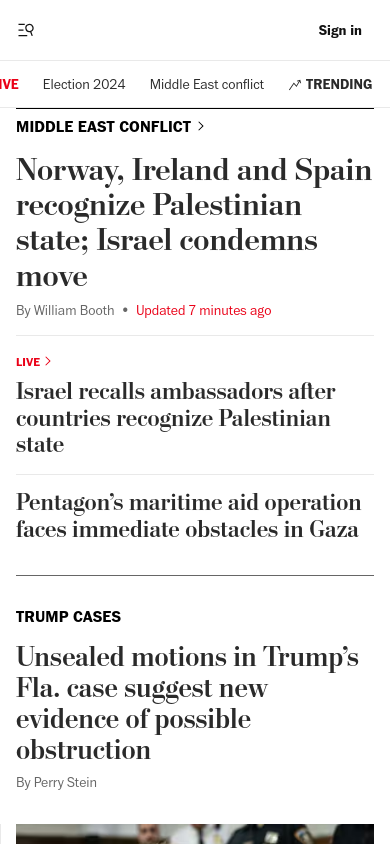 Sign in
IVE Election 2024 Middle East conflict TRENDING
MIDDLE EAST CONFLICT
Norway, Ireland and Spain
recognize Palestinian
state; Israel condemns
move
By William Booth • Updated 7 minutes ago
LIVE
Israel recalls ambassadors after
countries recognize Palestinian
state
Pentagon’s maritime aid operation
faces immediate obstacles in Gaza
TRUMP CASES
Unsealed motions in Trump’s
Fla. case suggest new
evidence of possible
obstruction
By Perry Stein